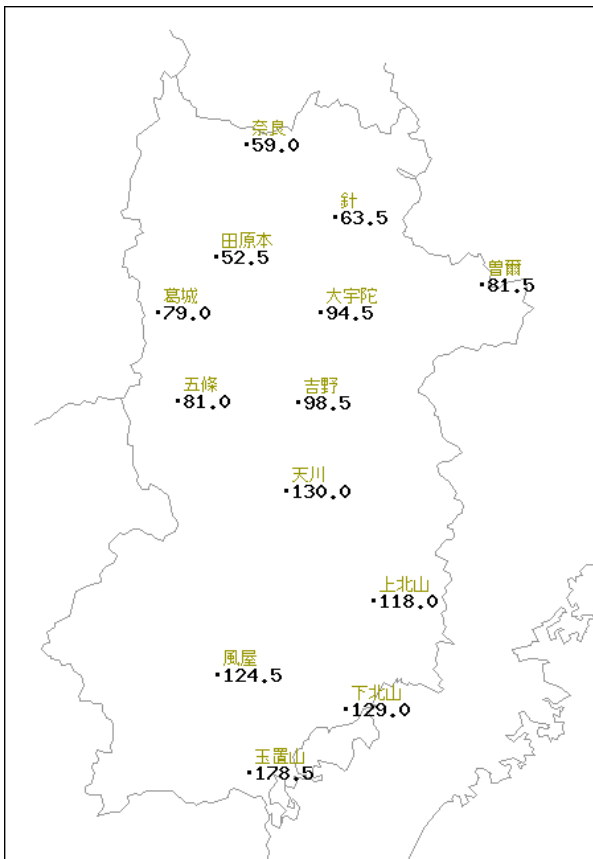 奈良
59.0
針
63.5
田原本
52.5
曽爾
81.5
葛城
79.0
大宇陀
94.5
五條
81.0
吉野
98.5
天川
130.0
上北山
118.0
風屋
124.5
下北山
129.0
玉置山
178.5